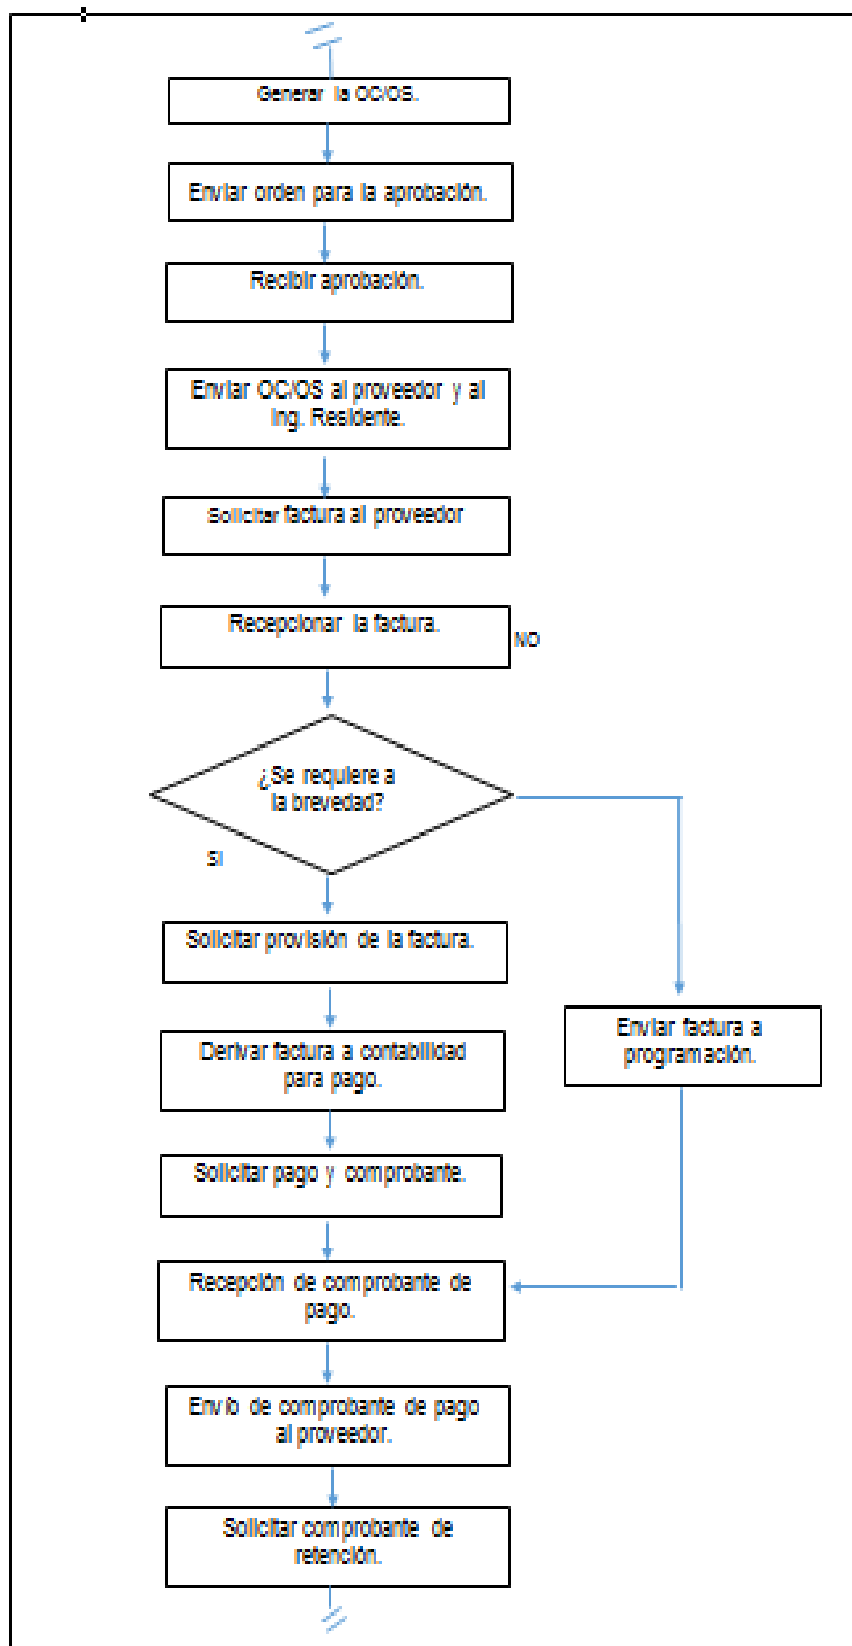 Generar la OC/OS.
Enviar orden para la aprobación.
Recibir aprobación.
Enviar OC/OS al proveedor y al
Ing. Residente.
Solicitar factura al proveedor
Recepcionar la factura.
NO
¿Se requiere a
la brevedad?
SI
Solicitar provisión de la factura.
Derivar factura a contabilidad
para pago.
Enviar factura a
programación.
Solicitar pago y comprobante.
Recepción de comprobante de
pago.
Envío de comprobante de pago
al proveedor.
Solicitar comprobante de
retención.